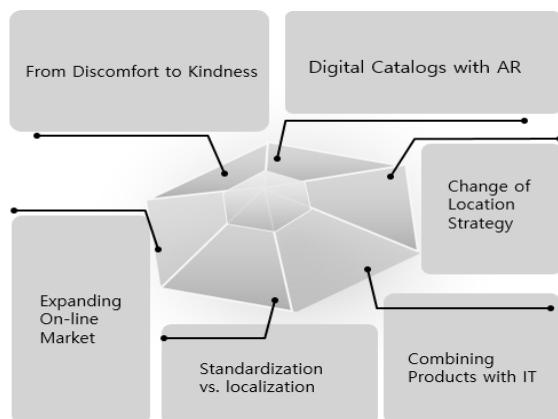 From Discomfort to Kindness
Digital Catalogs with AR
Change of
Location
Strategy
Expanding
On-line
Market
Standardization
vs. localization
Combining
Products with IT